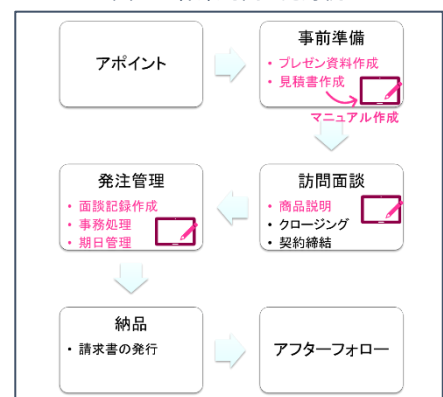 アポイント
事前準備
・プレゼン資料作成
・見積書作成
マニュアル作成
訪問面談
・商品説明
・クロージング
・契約締結
発注管理
・面談記録作成
・事務処理
・期日管理
納品
・請求書の発行
アフターフォロー